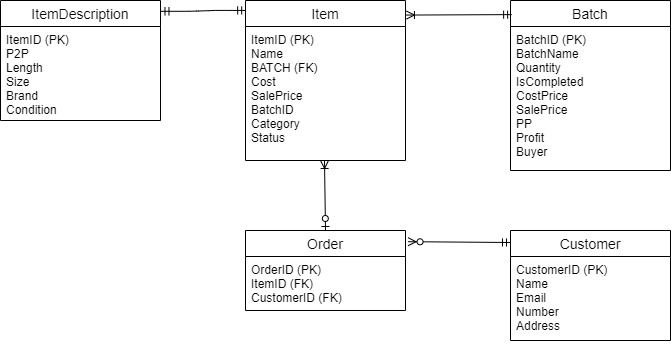 ItemDescription
ItemID (PK)
P2P
Length
Size
Brand
Condition
Item
ItemID (PK)
Name
BATCH (FK)
Cost
SalePrice
BatchID
Category
Status
Batch
BatchID (PK)
BatchName
Quantity
IsCompleted
CostPrice
SalePrice
PP
Profit
Buyer
Order
OrderID (PK)
ItemID (FK)
CustomerID (FK)
Customer
CustomerID (PK)
Name
Email
Number
Address